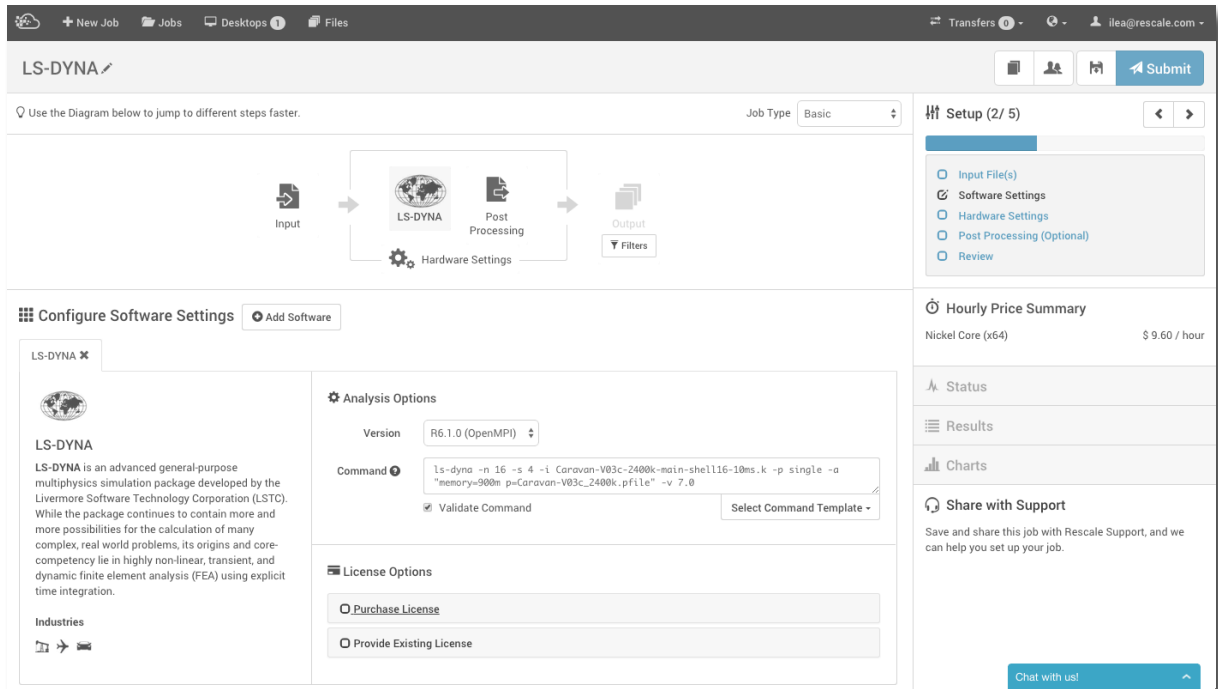 + New Job Jobs Desktops 1 Files
Transfers 0 ilea@rescale.com
LS-DYNA
Submit
Use the Diagram below to jump to different steps faster.
Job Type Basic
Input
LS-DYNA
Post
Processing
Hardware Settings
Output
Filters
Configure Software Settings Add Software
LS-DYNA
LS-DYNA
LS-DYNA is an advanced general-purpose
multiphysics simulation package developed by the
Livermore Software Technology Corporation (LSTC).
While the package continues to contain more and
more possibilities for the calculation of many
complex, real world problems, its origins and core-
competency lie in highly non-linear, transient, and
dynamic finite element analysis (FEA) using explicit
time integration.
Industries
Analysis Options
Version R6.1.0 (OpenMPI)
Command ls-dyna -n 16 -s 4 -i Caravan-V03c-2400k-main-shell16-10ms.k -p single -a
"memory=900m p=Caravan-V03c_2400k.pfile" -v 7.0
Validate Command Select Command Template
License Options
Purchase License
Provide Existing License
Setup (2/ 5)
Input File(s)
Software Settings
Hardware Settings
Post Processing (Optional)
Review
Hourly Price Summary
Nickel Core (x64) $ 9.60 / hour
Status
Results
Charts
Share with Support
Save and share this job with Rescale Support, and we
can help you set up your job.
Chat with us!